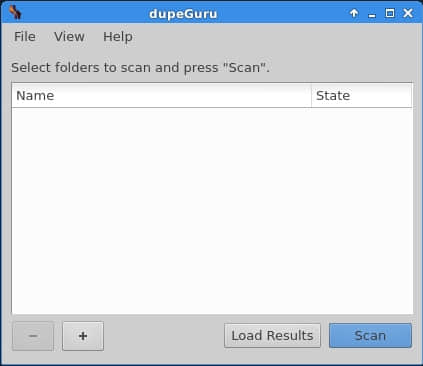 dupeGuru
File View Help
Select folders to scan and press "Scan".
Name State
− + Load Results Scan